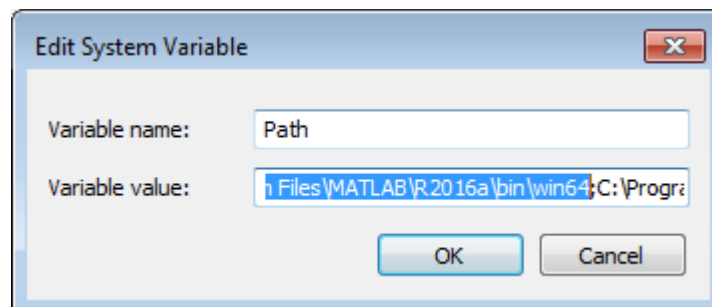 Edit System Variable
Variable name:
Path
Variable value:
Files\MATLAB\R2016a\bin\win64;C:\Progra
OK
Cancel